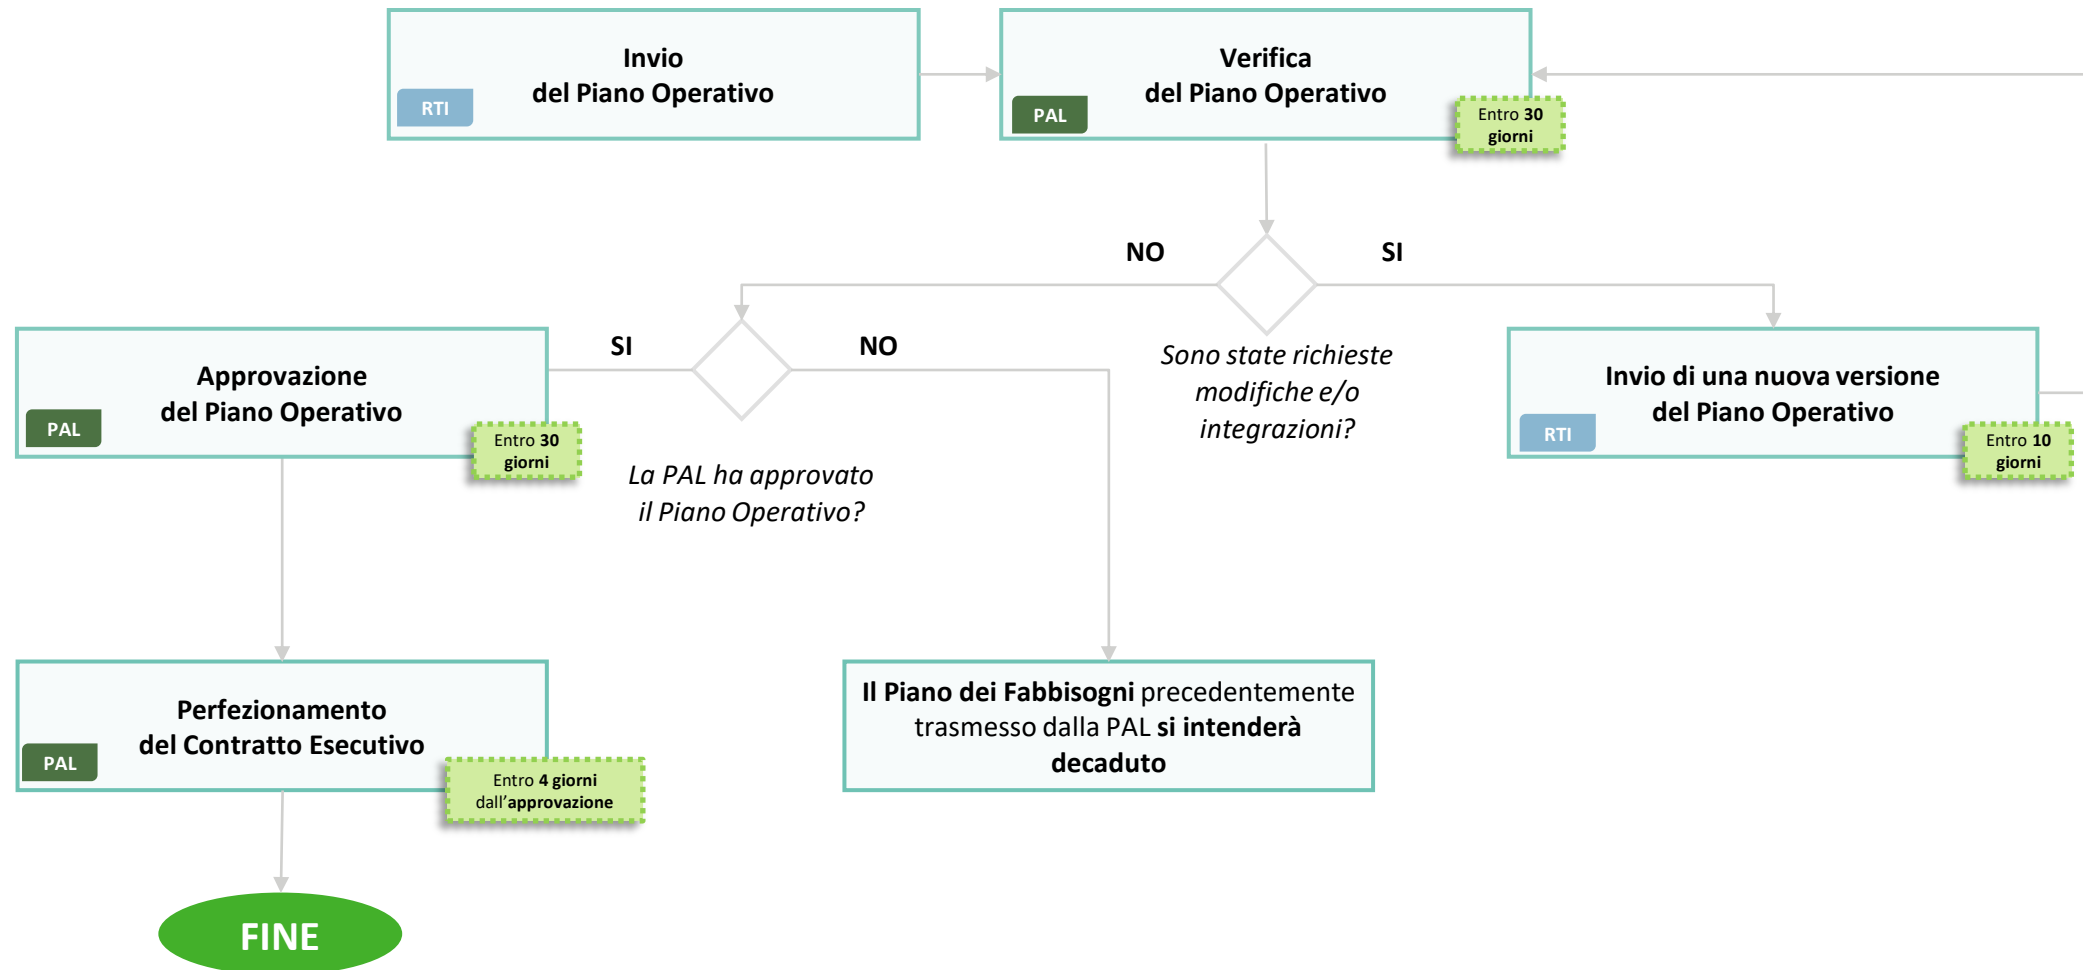 Invio
del Piano Operativo
RTI
Verifica
del Piano Operativo
PAL
Entro 30
giorni
NO
SI
Sono state richieste
modifiche e/o
integrazioni?
SI
NO
La PAL ha approvato
il Piano Operativo?
Approvazione
del Piano Operativo
PAL
Entro 30
giorni
Invio di una nuova versione
del Piano Operativo
RTI
Entro 10
giorni
Perfezionamento
del Contratto Esecutivo
PAL
Entro 4 giorni
dall'approvazione
Il Piano dei Fabbisogni precedentemente
trasmesso dalla PAL si intenderà
decaduto
FINE